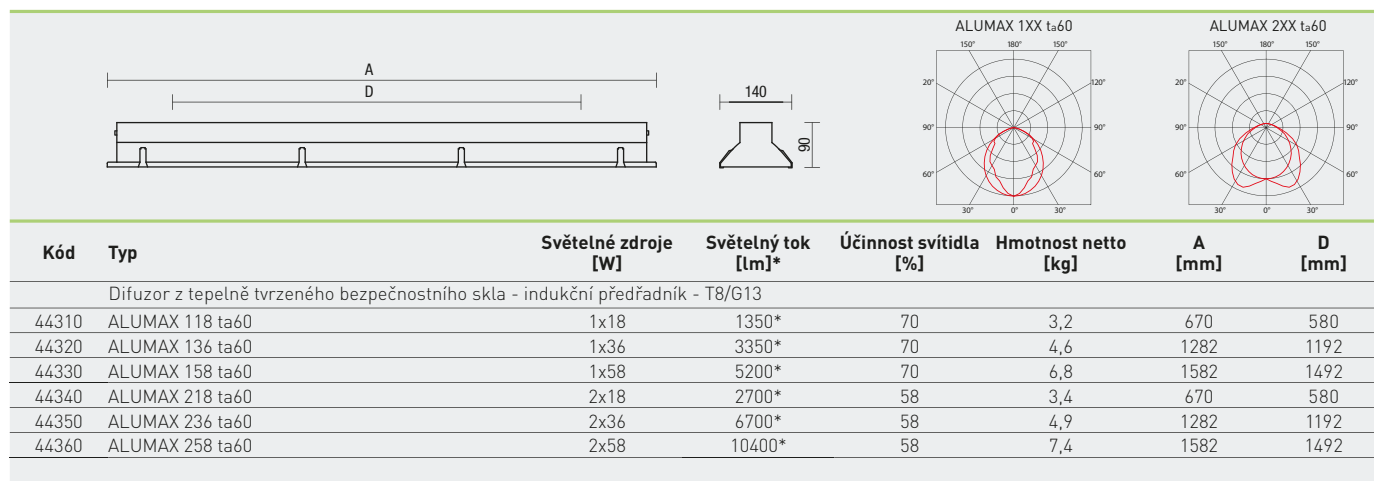 ALUMAX 1XX ta60
ALUMAX 2XX ta60
150° 180° 150°
150° 180° 150°
A
D
140
90
20° 120°
20° 120°
90° 90°
90° 90°
60° 60°
60° 60°
30° 0° 30°
30° 0° 30°
Kód Typ Světelné zdroje [W] Světelný tok [lm]* Účinnost svítidla [%] Hmotnost netto [kg] A [mm] D [mm]
Difuzor z tepelně tvrzeného bezpečnostního skla - indukční předřadník - T8/G13
44310 ALUMAX 118 ta60 1x18 1350* 70 3,2 670 580
44320 ALUMAX 136 ta60 1x36 3350* 70 4,6 1282 1192
44330 ALUMAX 158 ta60 1x58 5200* 70 6,8 1582 1492
44340 ALUMAX 218 ta60 2x18 2700* 58 3,4 670 580
44350 ALUMAX 236 ta60 2x36 6700* 58 4,9 1282 1192
44360 ALUMAX 258 ta60 2x58 10400* 58 7,4 1582 1492